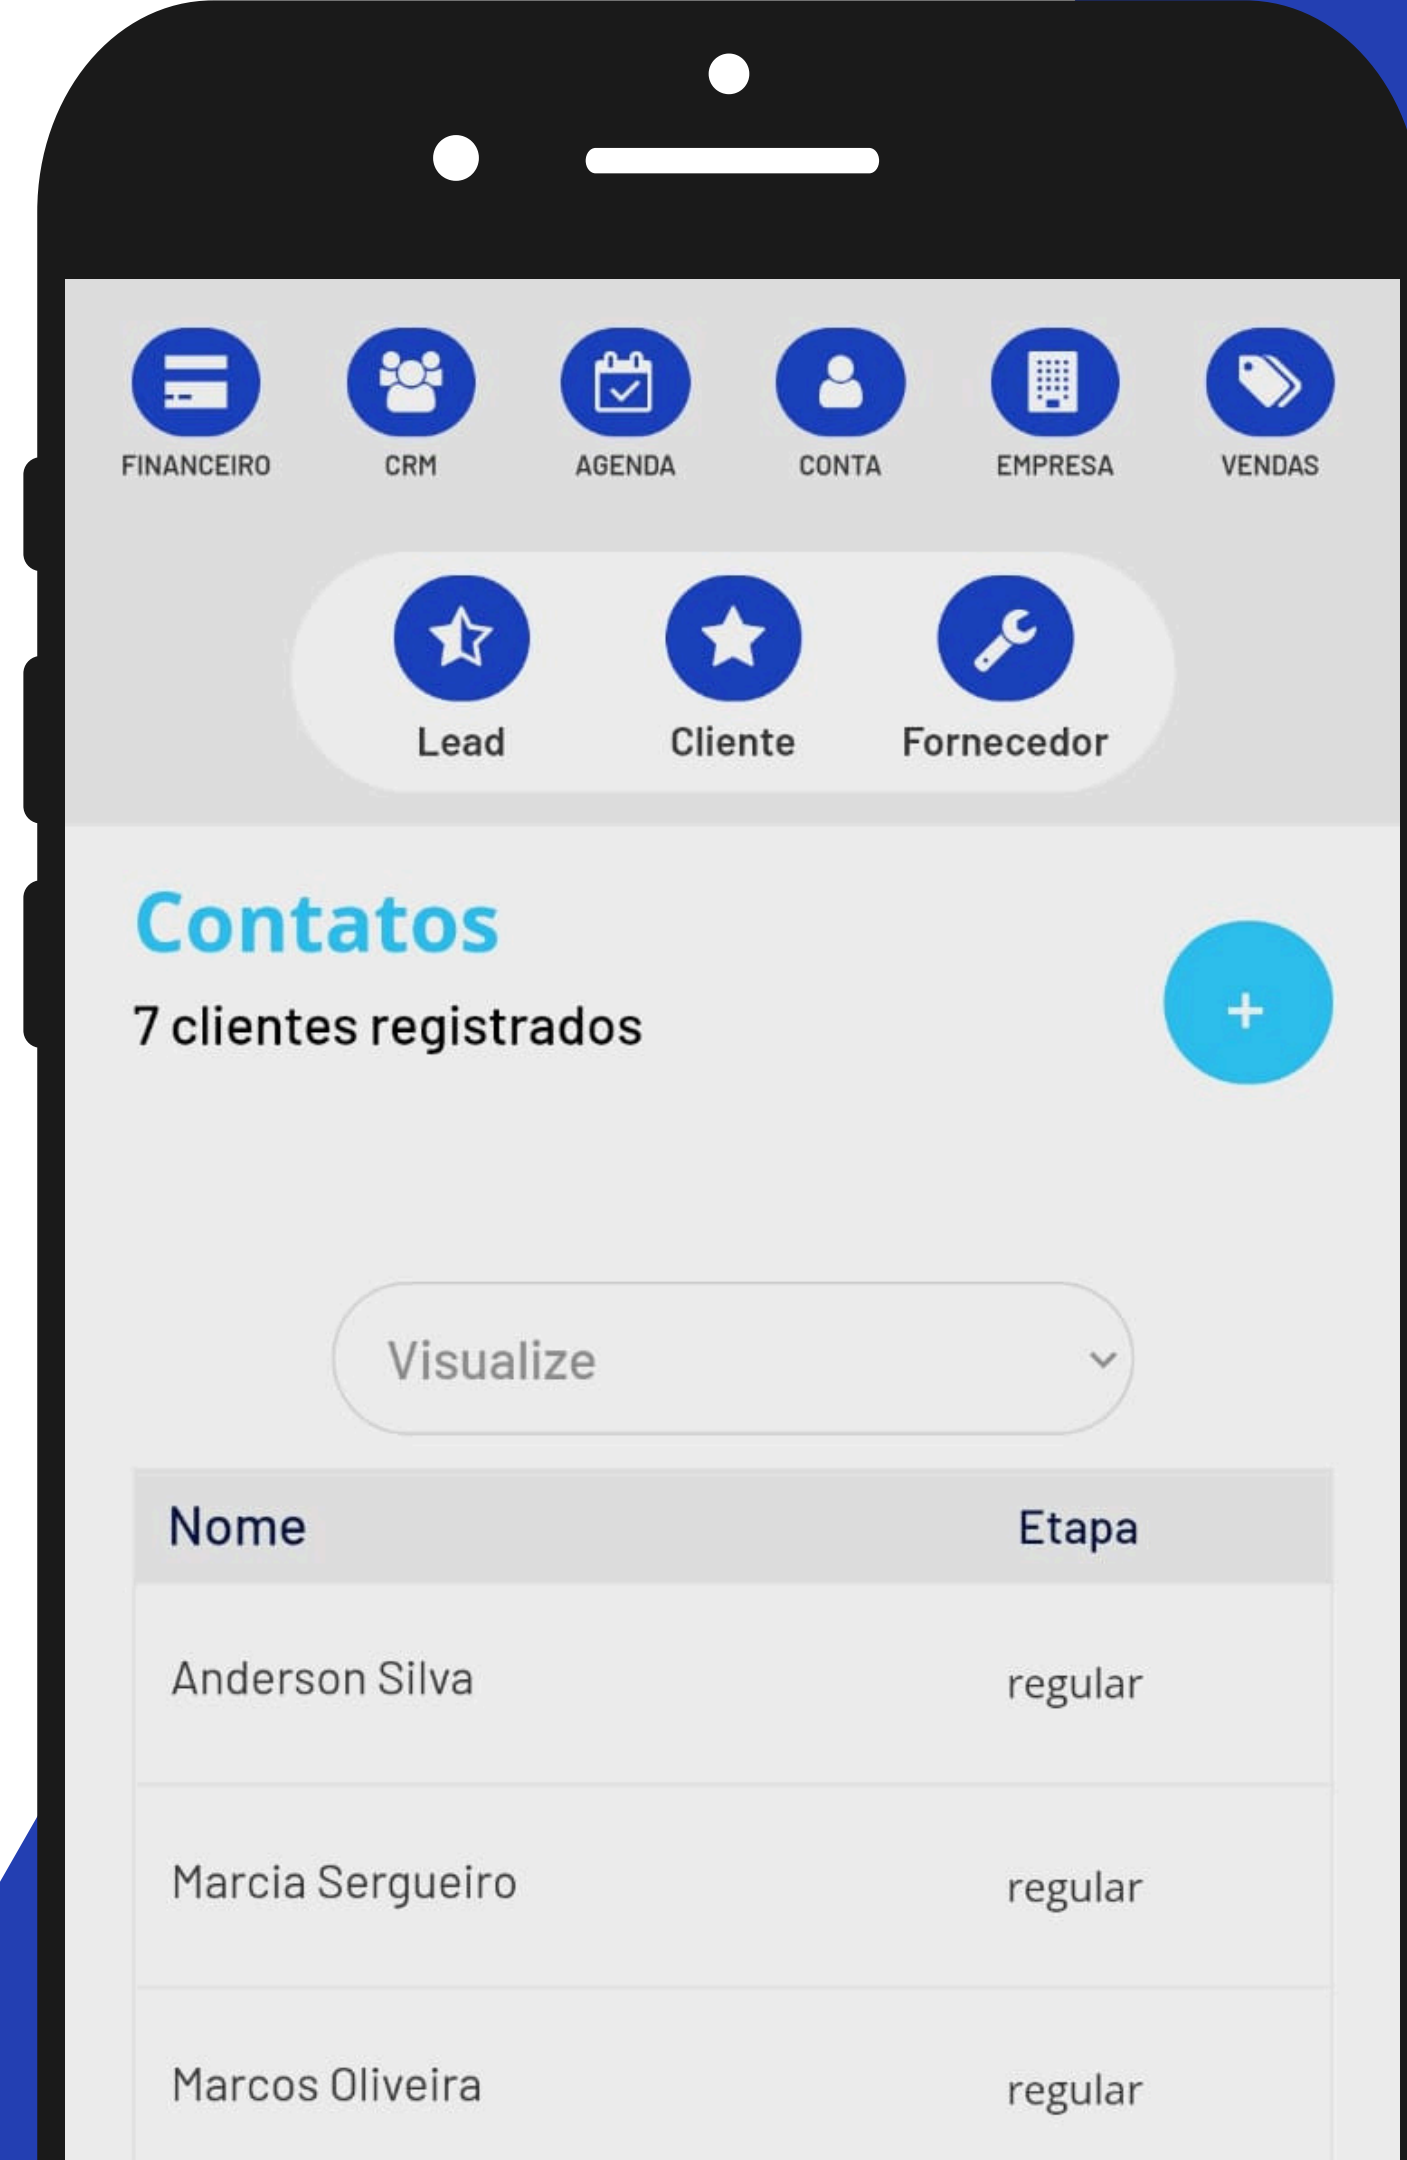 FINANCEIRO CRM AGENDA CONTA EMPRESA VENDAS
Lead Cliente Fornecedor
Contatos
7 clientes registrados
+
Visualize
Nome Etapa
Anderson Silva regular
Marcia Sergueiro regular
Marcos Oliveira regular